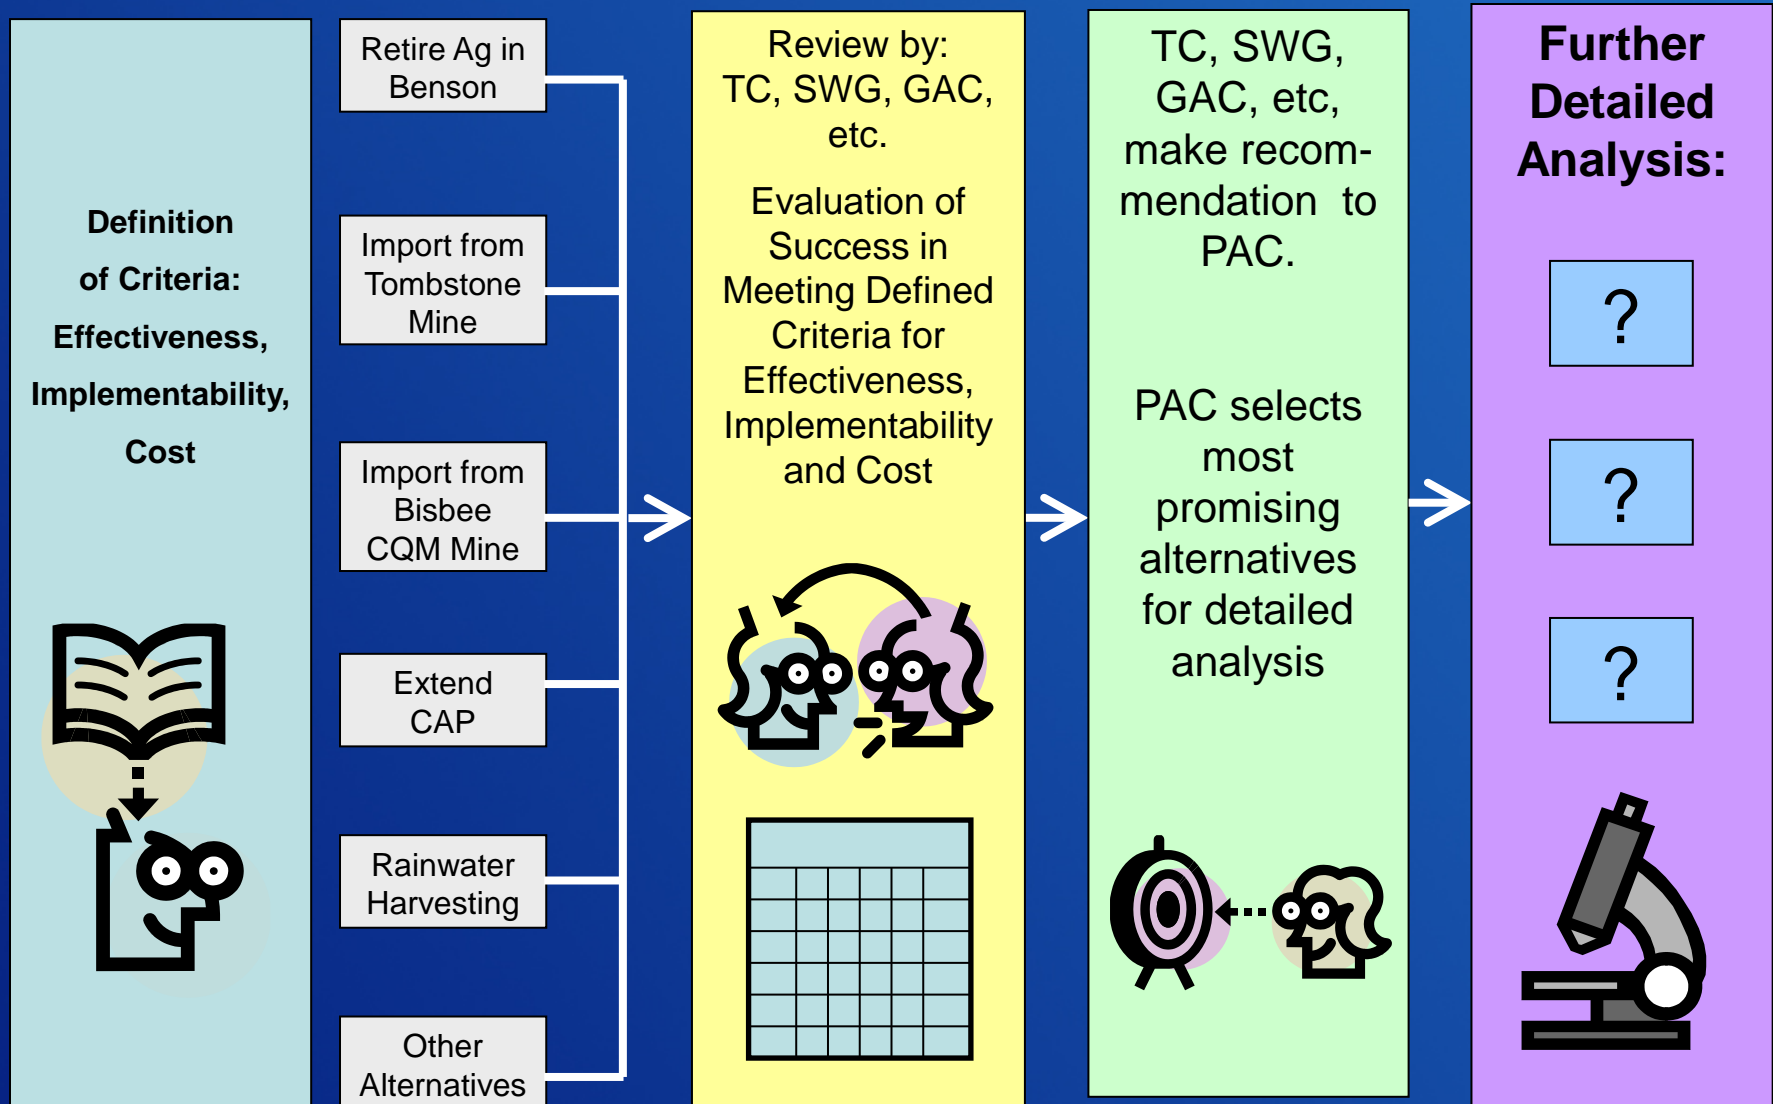 Definition
of Criteria:
Effectiveness,
Implementability,
Cost
Retire Ag in
Benson
Import from
Tombstone
Mine
Import from
Bisbee
CQM Mine
Extend
CAP
Rainwater
Harvesting
Other
Alternatives
Review by:
TC, SWG, GAC,
etc.
Evaluation of
Success in
Meeting Defined
Criteria for
Effectiveness,
Implementability
and Cost
TC, SWG,
GAC, etc,
make recom-
mendation to
PAC.
PAC selects
most
promising
alternatives
for detailed
analysis
Further
Detailed
Analysis:
?
?
?